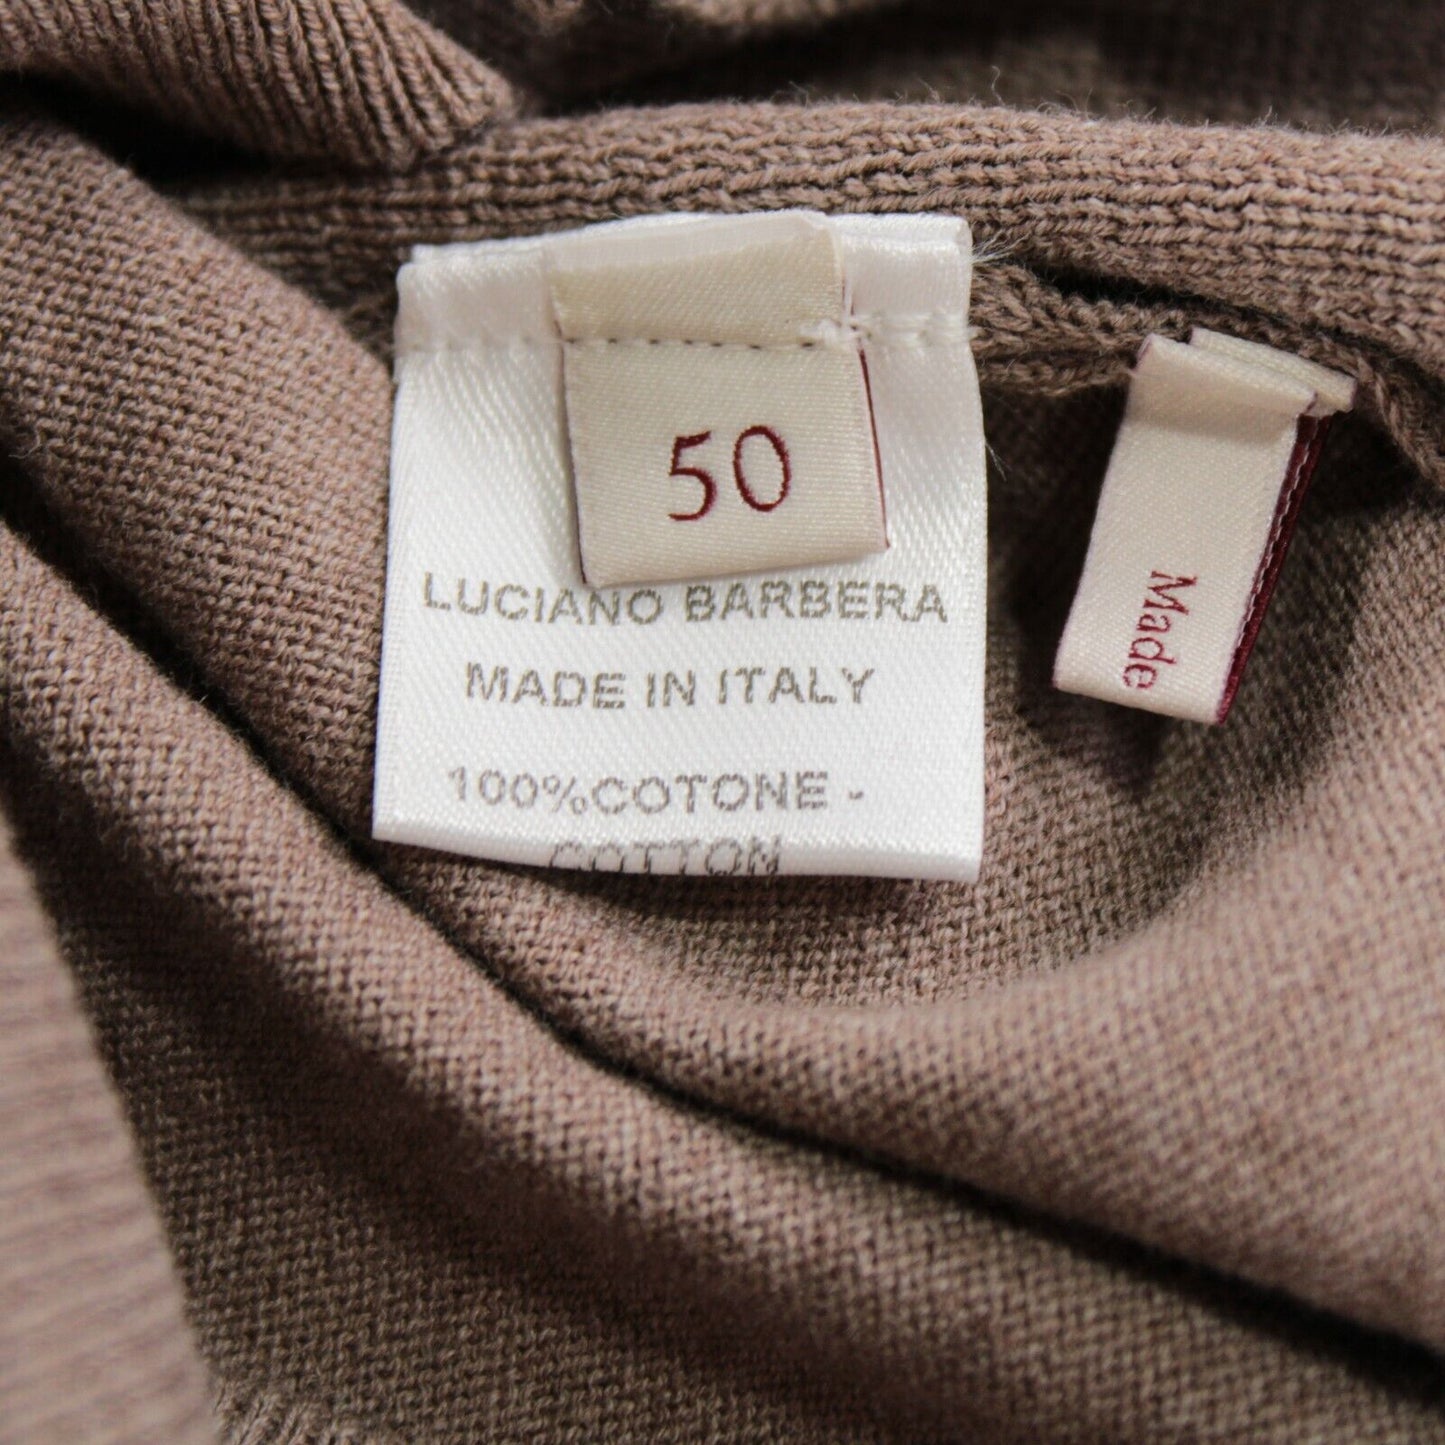 50
LUCIANO BARBERA
MADE IN ITALY
100%COTONE -
COTTON
Made